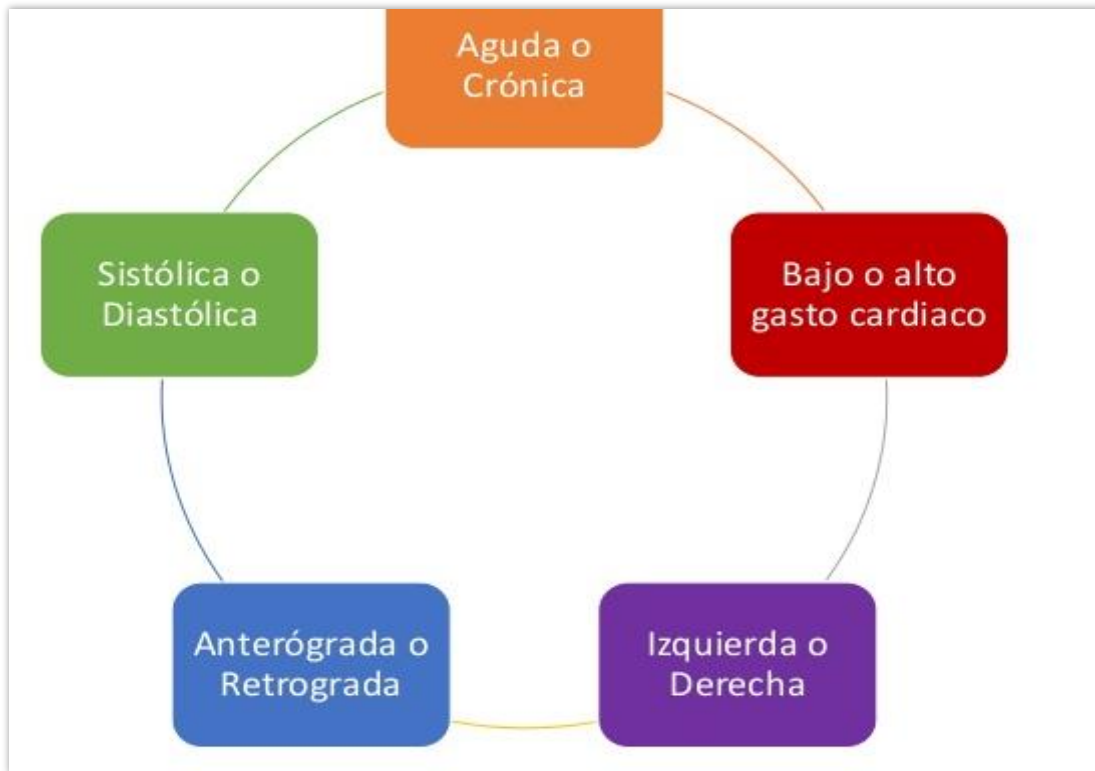 Aguda o
Crónica
Bajo o alto
gasto cardiaco
Izquierda o
Derecha
Anterógrada o
Retrograda
Sistólica o
Diastólica